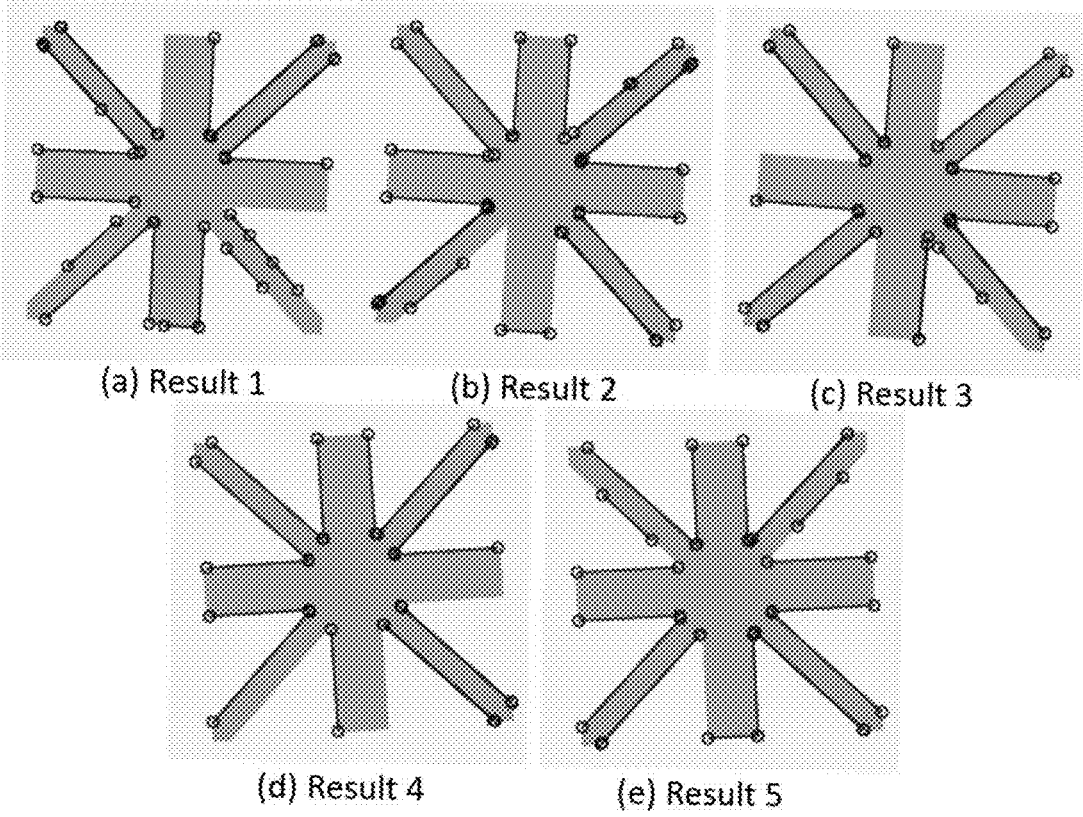 (a) Result 1
(b) Result 2
(c) Result 3
(d) Result 4
(e) Result 5